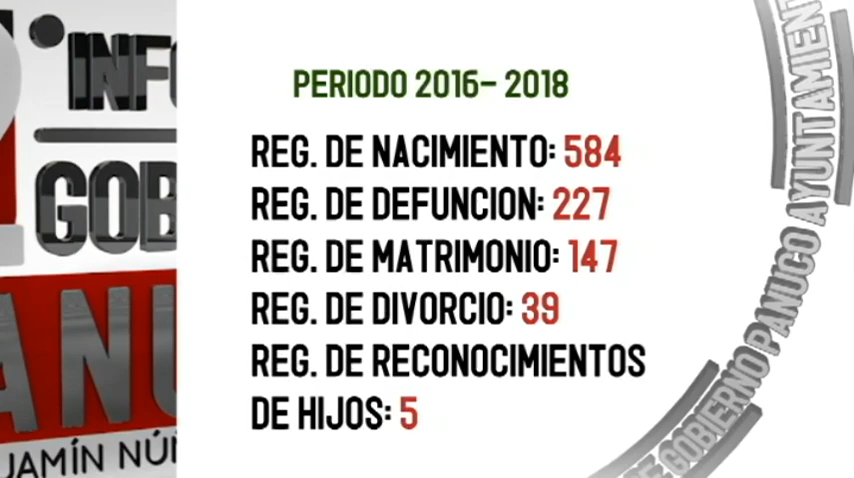 PERIODO 2016- 2018
REG. DE NACIMIENTO: 584
REG. DE DEFUNCION: 227
REG. DE MATRIMONIO: 147
REG. DE DIVORCIO: 39
REG. DE RECONOCIMIENTOS
DE HIJOS: 5
DE GOBIERNO PANUCO AYUNTAMIENT